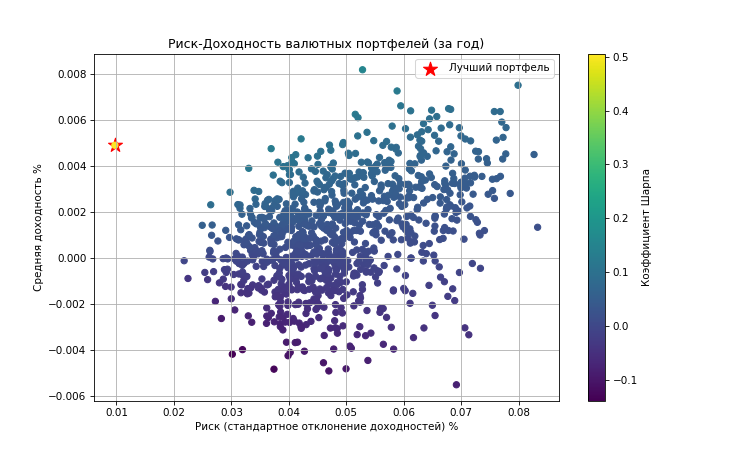 Риск-Доходность валютных портфелей (за год)
Лучший портфель
Средняя доходность %
0.008
0.006
0.004
0.002
0.000
−0.002
−0.004
−0.006
0.01 0.02 0.03 0.04 0.05 0.06 0.07 0.08
Риск (стандартное отклонение доходностей) %
0.5
0.4
0.3
0.2
0.1
0.0
−0.1
Коэффициент Шарпа